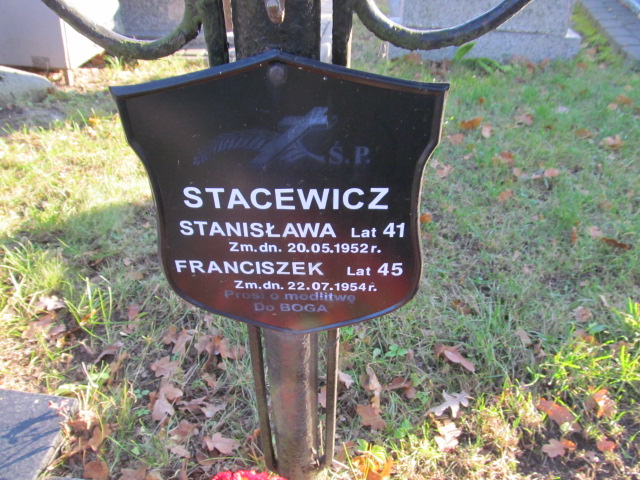 Ś.P.
STACEWICZ
STANISŁAWA Lat 41
Zm.dn. 20.05.1952 r.
FRANCISZEK Lat 45
Zm.dn. 22.07.1954 r.
Prosi o modlitwę
Do BOGA